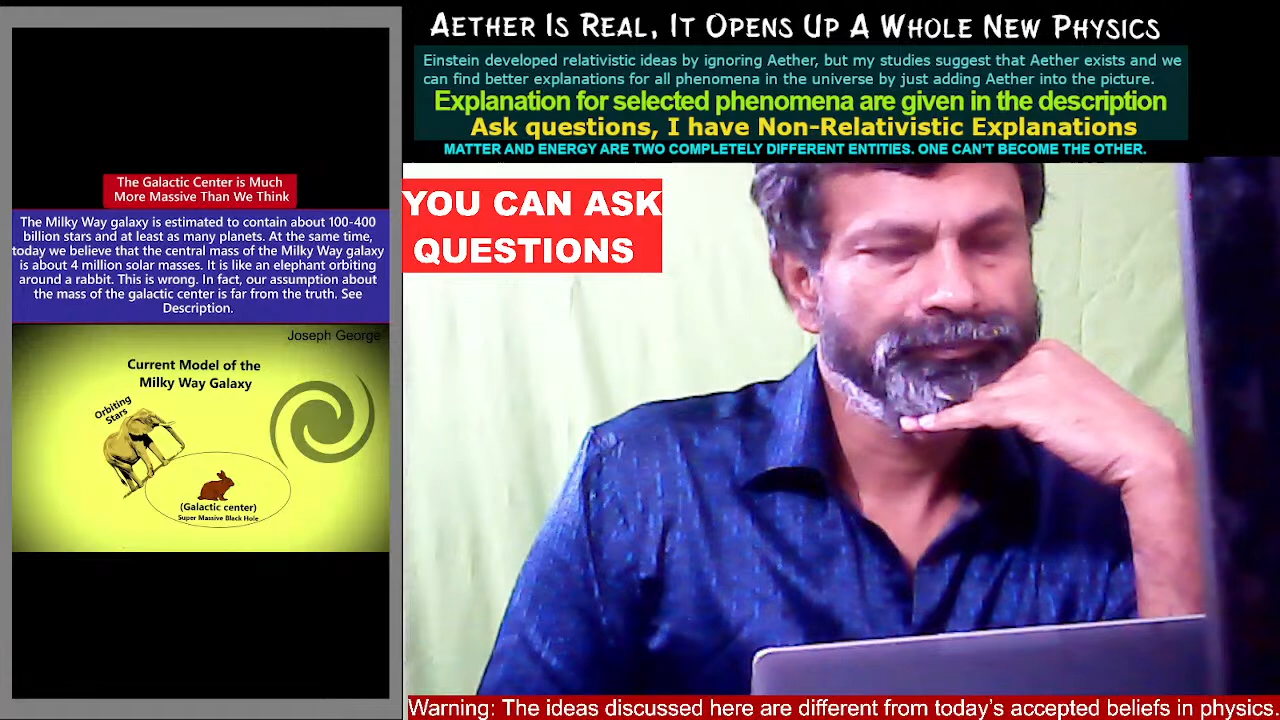 The Galactic Center is Much
More Massive Than We Think
The Milky Way galaxy is estimated to contain about 100-400
billion stars and at least as many planets. At the same time,
today we believe that the central mass of the Milky Way galaxy
is about 4 million solar masses. It is like an elephant orbiting
around a rabbit. This is wrong. In fact, our assumption about
the mass of the galactic center is far from the truth. See
Description.
Joseph George
Current Model of the
Milky Way Galaxy
Orbiting
Stars
(Galactic center)
Super Massive Black Hole
Aether Is Real, It Opens Up A Whole New Physics
Einstein developed relativistic ideas by ignoring Aether, but my studies suggest that Aether exists and we
can find better explanations for all phenomena in the universe by just adding Aether into the picture.
Explanation for selected phenomena are given in the description
Ask questions, I have Non-Relativistic Explanations
MATTER AND ENERGY ARE TWO COMPLETELY DIFFERENT ENTITIES. ONE CAN'T BECOME THE OTHER.
YOU CAN ASK
QUESTIONS
Warning: The ideas discussed here are different from today's accepted beliefs in physics.